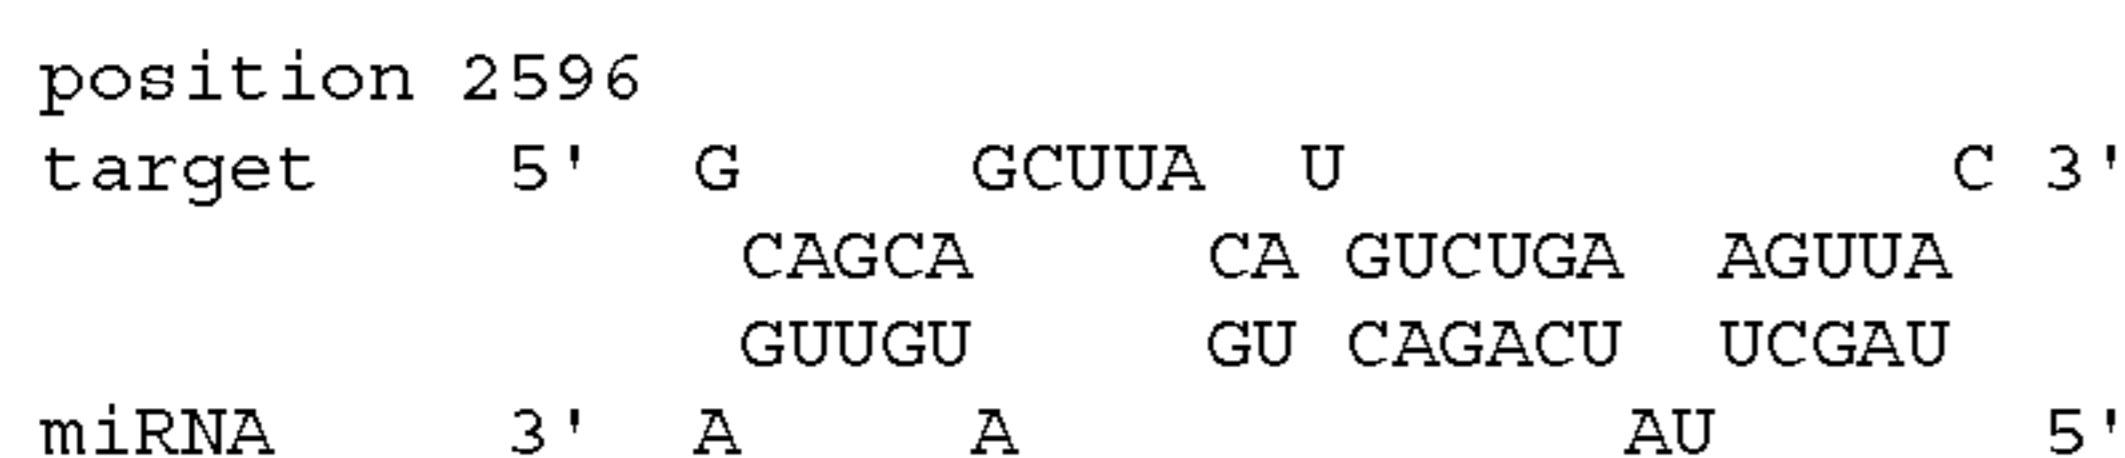 position 2596
target    5'  G     GCUUA  U             C 3'
               CAGCA     CA GUCUGA  AGUUA
               GUUGU     GU CAGACU  UCGAU
miRNA     3'  A     A             AU       5'